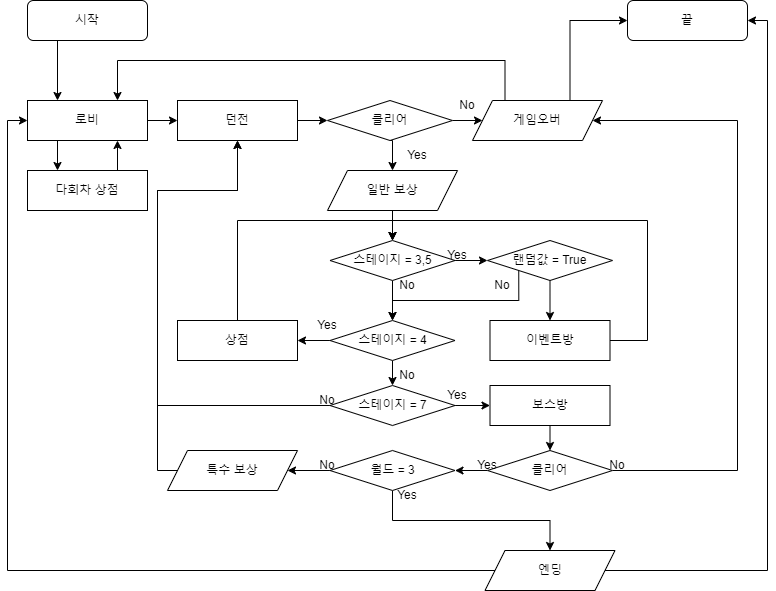 시작
끝
로비
던전
클리어
No
게임오버
Yes
다회차 상점
일반 보상
스테이지 = 3,5
Yes
랜덤값 = True
No
No
상점
Yes
스테이지 = 4
이벤트방
No
No
스테이지 = 7
Yes
보스방
특수 보상
No
월드 = 3
Yes
클리어
No
Yes
엔딩